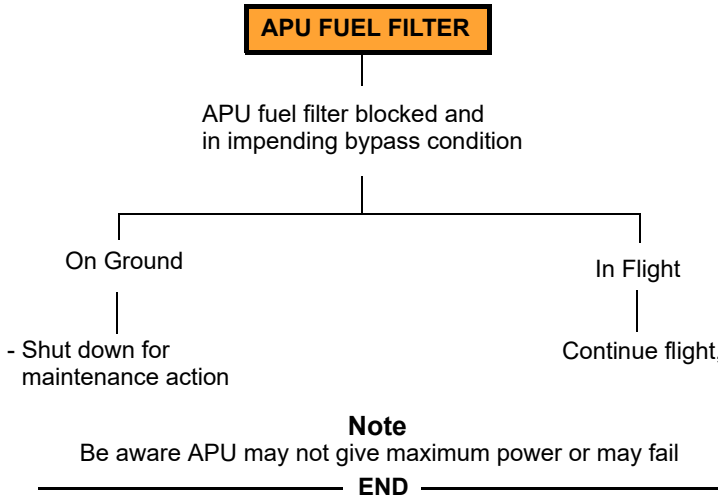 APU FUEL FILTER
APU fuel filter blocked and
in impending bypass condition
On Ground
In Flight
- Shut down for
maintenance action
Continue flight,
Note
Be aware APU may not give maximum power or may fail
END